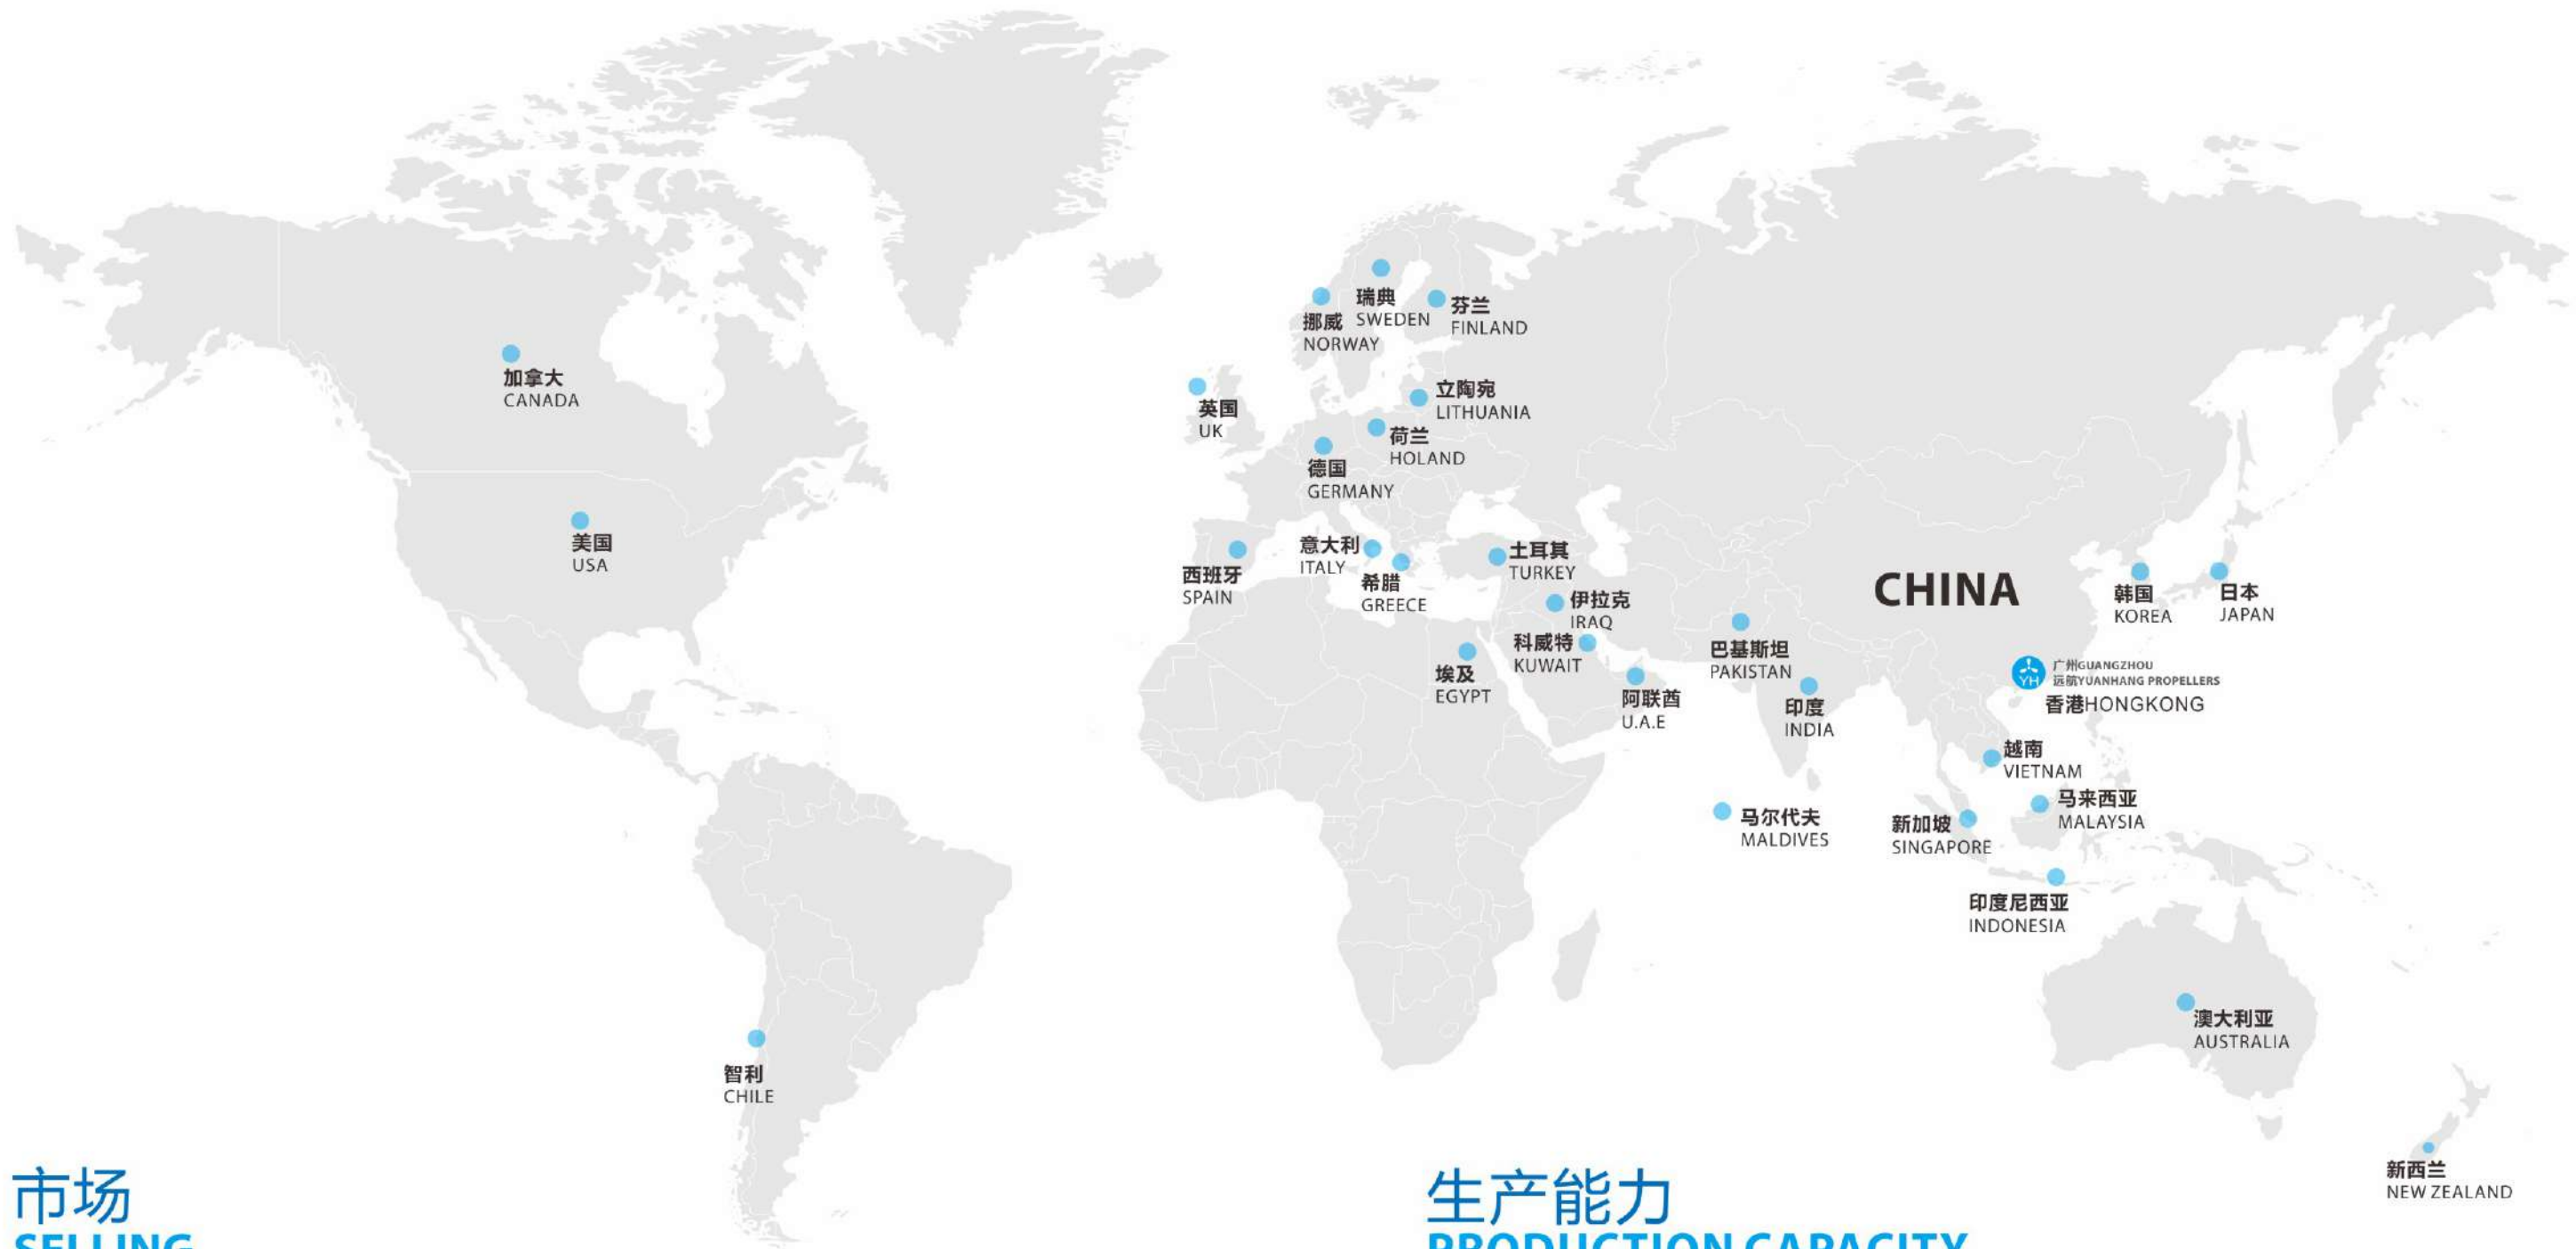 瑞典
SWEDEN
芬兰
FINLAND
挪威
NORWAY
加拿大
CANADA
英国
UK
立陶宛
LITHUANIA
荷兰
HOLAND
德国
GERMANY
美国
USA
西班牙
SPAIN
意大利
ITALY
希腊
GREECE
土耳其
TURKEY
伊拉克
IRAQ
科威特
KUWAIT
埃及
EGYPT
阿联酋
U.A.E
巴基斯坦
PAKISTAN
印度
INDIA
CHINA
韩国
KOREA
日本
JAPAN
YH
广州GUANGZHOU
远航YUANHANG PROPELLERS
香港HONGKONG
越南
VIETNAM
马来西亚
MALAYSIA
马尔代夫
MALDIVES
新加坡
SINGAPORE
印度尼西亚
INDONESIA
澳大利亚
AUSTRALIA
智利
CHILE
新西兰
NEW ZEALAND
市场
SELLING
生产能力
PRODUCTION CAPACITY